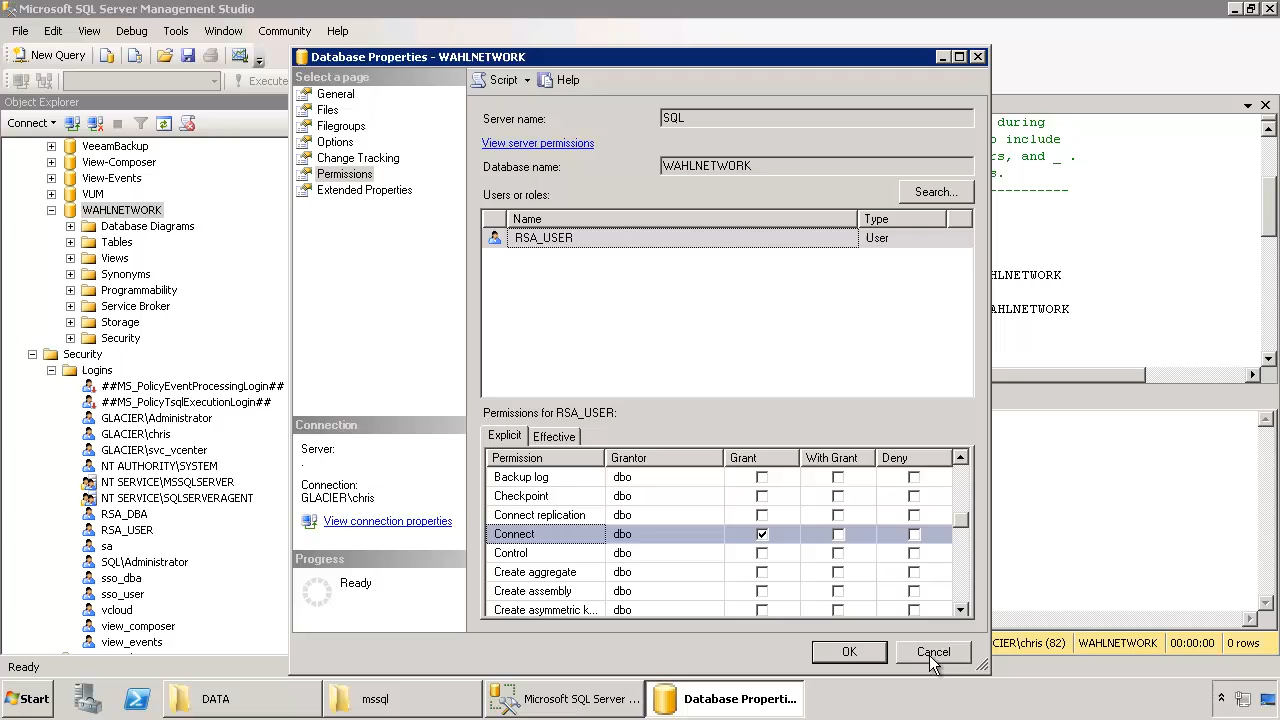 Microsoft SQL Server Management Studio
File Edit View Debug Tools Window Community Help
New Query
Execute
Object Explorer
Connect
VeeamBackup
View-Composer
View-Events
VUM
WAHLNETWORK
Database Diagrams
Tables
Views
Synonyms
Programmability
Service Broker
Storage
Security
Security
Logins
##MS_PolicyEventProcessingLogin##
##MS_PolicyTsqlExecutionLogin##
GLACIER\Administrator
GLACIER\chris
GLACIER\svc_vcenter
NT AUTHORITY\SYSTEM
NT SERVICE\MSSQLSERVER
NT SERVICE\SQLSERVERAGENT
RSA_DBA
RSA_USER
sa
SQL\Administrator
sso_dba
sso_user
vcloud
view_composer
view_events
Database Properties - WAHLNETWORK
Select a page
General
Files
Filegroups
Options
Change Tracking
Permissions
Extended Properties
Connection
Server:
.
Connection:
GLACIER\chris
View connection properties
Progress
Ready
Script Help
Server name: SQL
View server permissions
Database name: WAHLNETWORK
Users or roles: Search...
Name Type
RSA_USER User
Permissions for RSA_USER:
Explicit Effective
Permission Grantor Grant With Grant Deny
Backup log dbo
Checkpoint dbo
Connect replication dbo
Connect dbo
Control dbo
Create aggregate dbo
Create assembly dbo
Create asymmetric k... dbo
OK Cancel
during
to include
rs, and _ .
s.
----------
WAHLNETWORK
WAHLNETWORK
CIER\chris (82) WAHLNETWORK 00:00:00 0 rows
Ready
Start DATA mssql Microsoft SQL Server ... Database Properti...